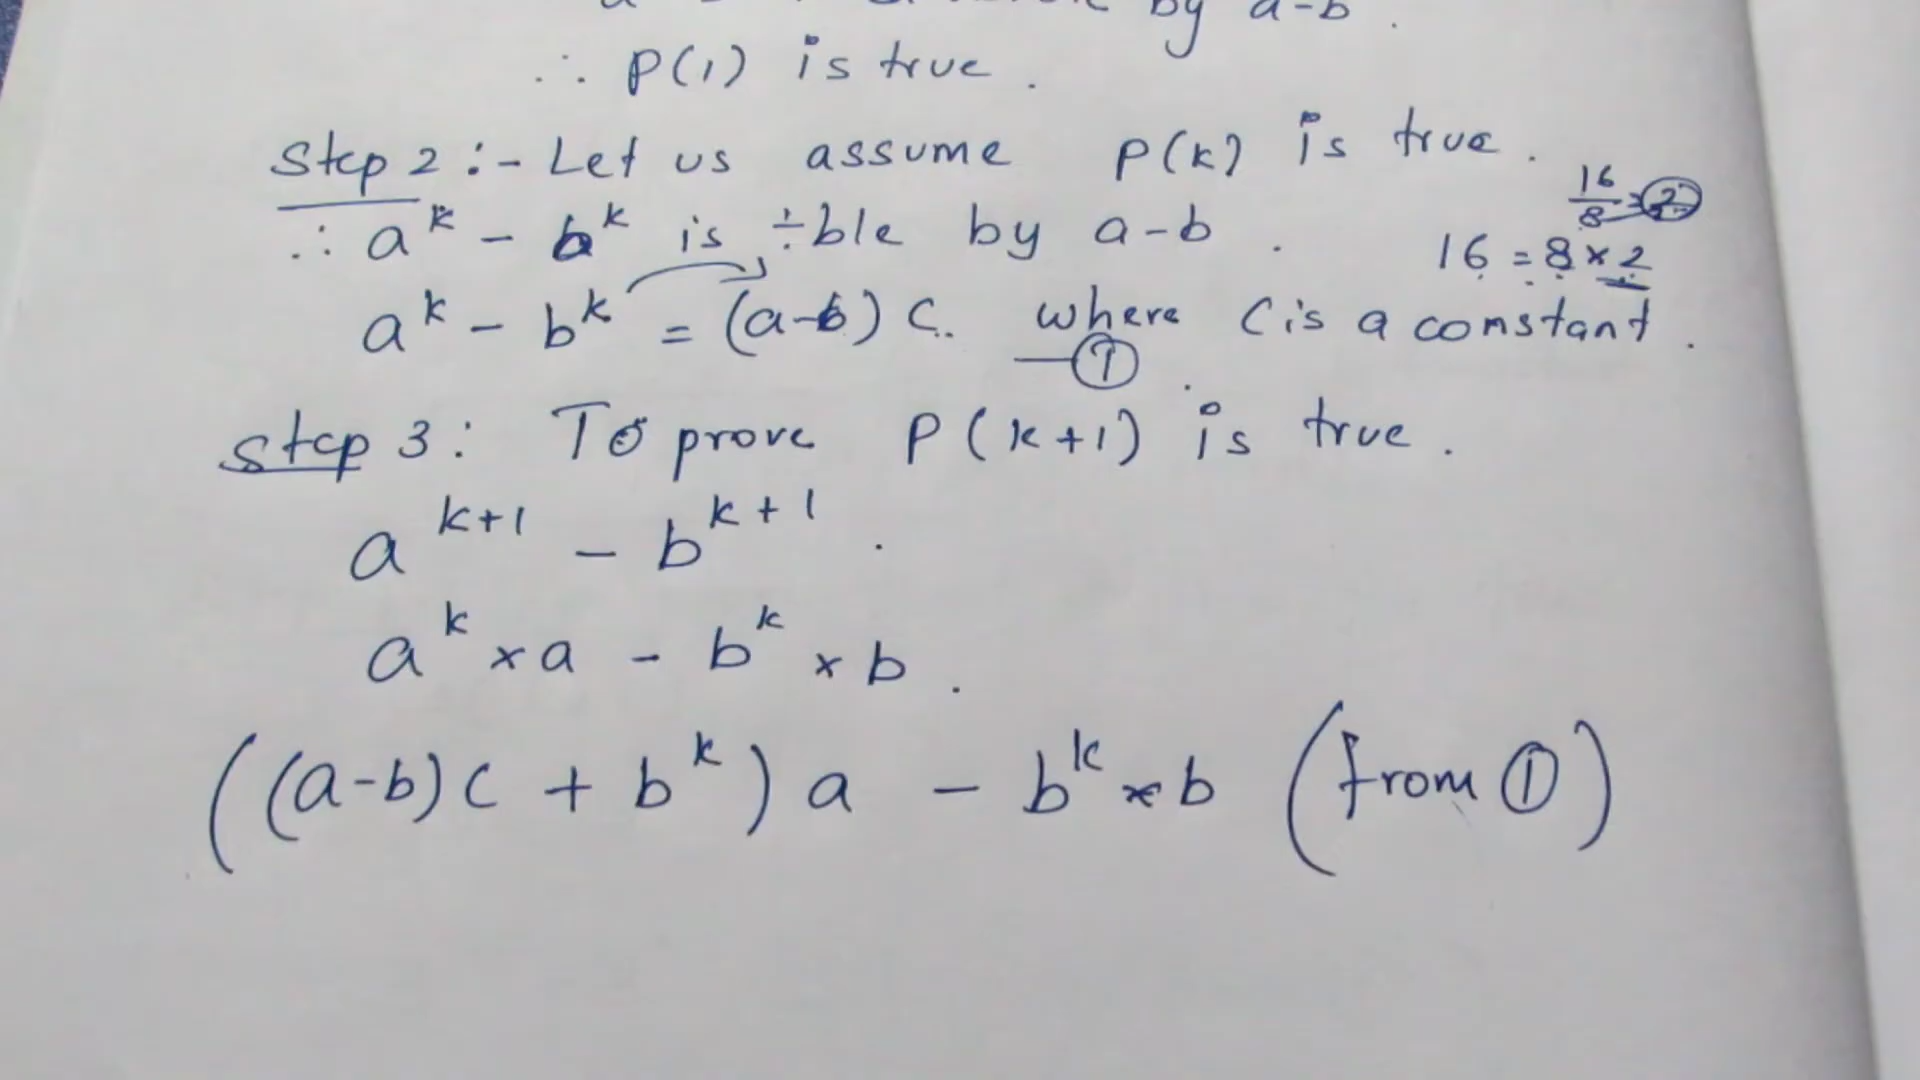 by a-b.
∴ P(1) is true.
Step 2 :- Let us assume P(k) is true.
∴ a^k - b^k is ÷ble by a-b.
16/8 = 2
16 = 8 × 2
a^k - b^k = (a-b) C. where C is a constant.
— ①
Step 3: To prove P(k+1) is true.
a^{k+1} - b^{k+1}.
a^k × a - b^k × b.
((a-b)c + b^k) a - b^k × b (from ①)